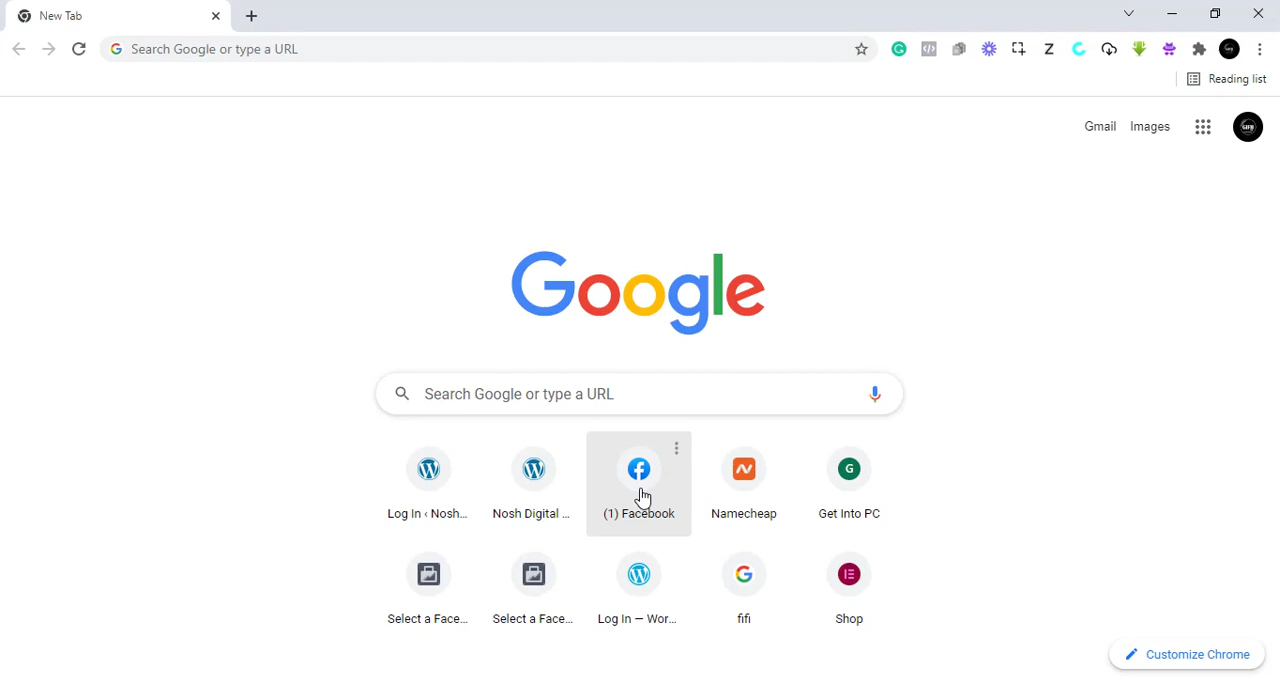 New Tab
Search Google or type a URL
Reading list
Gmail Images
Google
Search Google or type a URL
Log In ‹ Nosh... Nosh Digital ... (1) Facebook Namecheap Get Into PC
Select a Face... Select a Face... Log In — Wor... fifi Shop
Customize Chrome